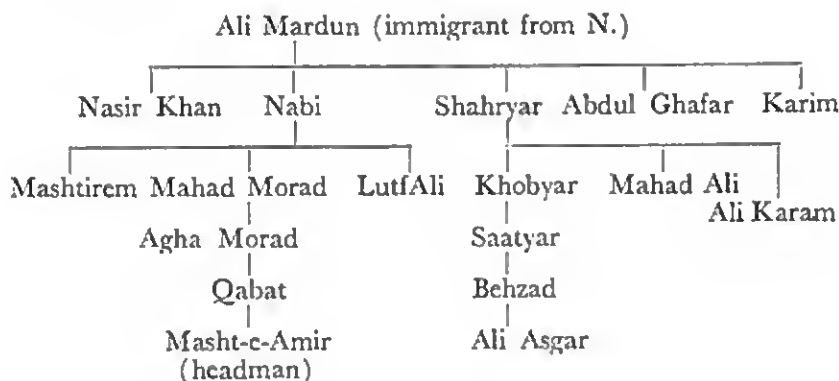 Ali Mardun (immigrant from N.)
Nasir Khan Nabi Shahryar Abdul Ghafar Karim
Mashtirem Mahad Morad LutfAli Khobyar Mahad Ali
Ali Karam
Agha Morad Saatyar
Qabat Behzad
Masht-e-Amir Ali Asgar
(headman)